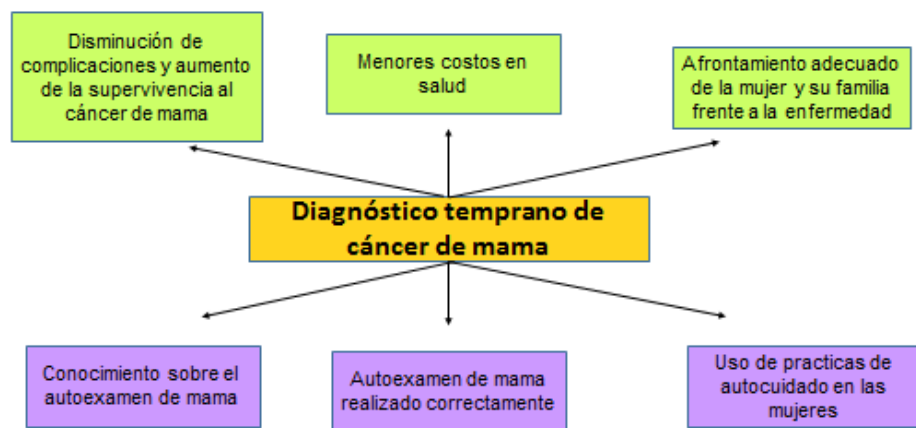 Disminución de
complicaciones y aumento
de la supervivencia al
cáncer de mama
Menores costos en
salud
Afrontamiento adecuado
de la mujer y su familia
frente a la enfermedad
Diagnóstico temprano de
cáncer de mama
Conocimiento sobre el
autoexamen de mama
Autoexamen de mama
realizado correctamente
Uso de practicas de
autocuidado en las
mujeres